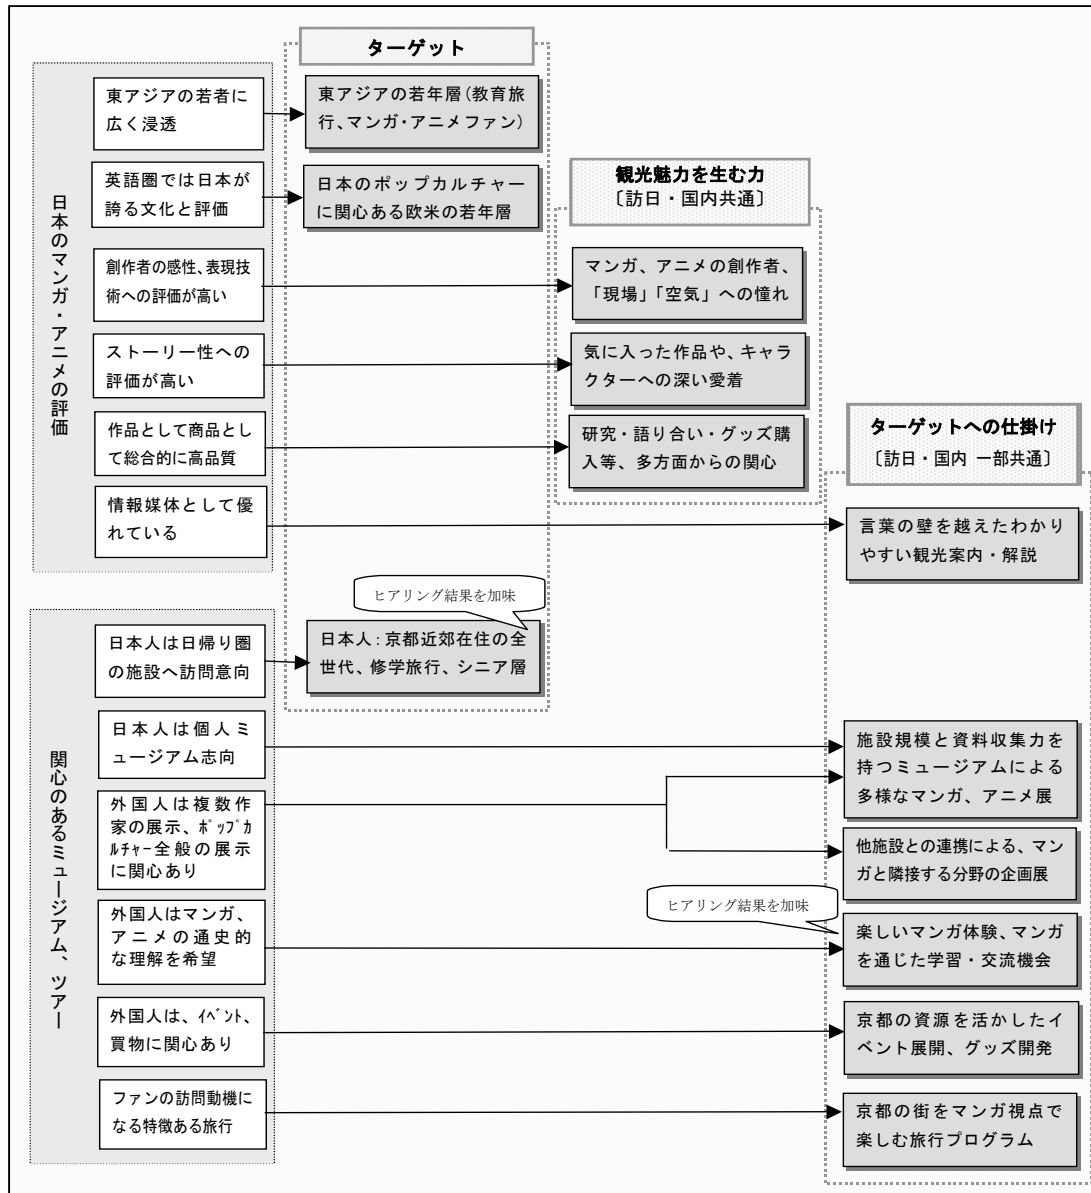 ターゲット
日本のマンガ・アニメの評価
東アジアの若者に
広く浸透
東アジアの若年層(教育旅
行、マンガ・アニメファン)
英語圏では日本が
誇る文化と評価
日本のポップカルチャー
に関心ある欧米の若年層
観光魅力を生む力
〔訪日・国内共通〕
創作者の感性、表現技
術への評価が高い
マンガ、アニメの創作者、
「現場」「空気」への憧れ
ストーリー性への
評価が高い
気に入った作品や、キャラ
クターへの深い愛着
作品として商品とし
て総合的に高品質
研究・語り合い・グッズ購
入等、多方面からの関心
ターゲットへの仕掛け
〔訪日・国内 一部共通〕
情報媒体として優
れている
言葉の壁を越えたわかり
やすい観光案内・解説
関心のあるミュージアム、ツアー
ヒアリング結果を加味
日本人は日帰り圏
の施設へ訪問意向
日本人:京都近郊在住の全
世代、修学旅行、シニア層
日本人は個人ミ
ュージアム志向
施設規模と資料収集力を
持つミュージアムによる
多様なマンガ、アニメ展
外国人は複数作
家の展示、ポップカ
ルチャー全般の展示
に関心あり
他施設との連携による、マン
ガと隣接する分野の企画展
ヒアリング結果を加味
外国人はマンガ、
アニメの通史的
な理解を希望
楽しいマンガ体験、マンガ
を通じた学習・交流機会
外国人は、イベント、
買物に関心あり
京都の資源を活かしたイ
ベント展開、グッズ開発
ファンの訪問動機に
なる特徴ある旅行
京都の街をマンガ視点で
楽しむ旅行プログラム